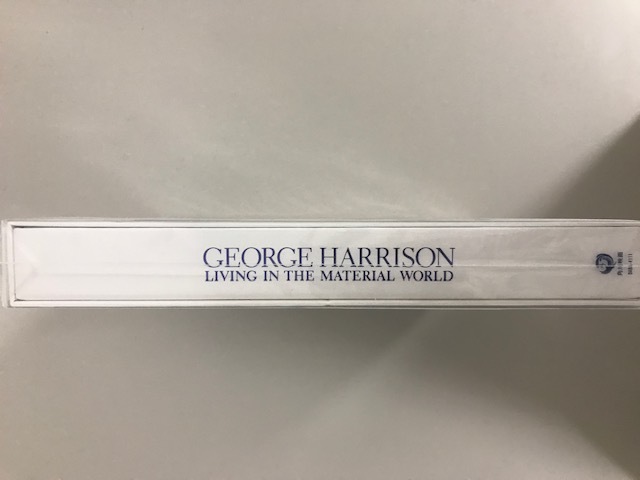 GEORGE HARRISON
LIVING IN THE MATERIAL WORLD